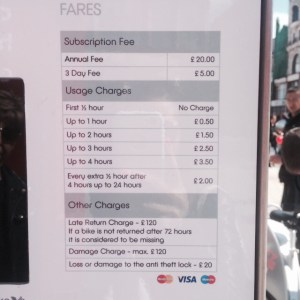 FARES
Subscription Fee
Annual Fee £ 20.00
3 Day Fee £ 5.00
Usage Charges
First ½ hour No Charge
Up to 1 hour £ 0.50
Up to 2 hours £ 1.50
Up to 3 hours £ 2.50
Up to 4 hours £ 3.50
Every extra ½ hour after
4 hours up to 24 hours £ 2.00
Other Charges
Late Return Charge - £120
If a bike is not returned after 72 hours
it is considered to be missing
Damage Charge - max. £120
Loss or damage to the anti theft lock - £20
VISA